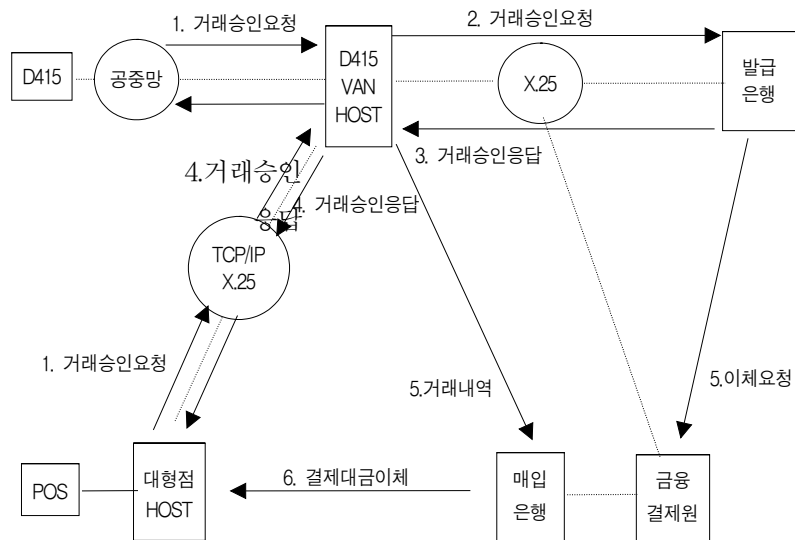 1. 거래승인요청
2. 거래승인요청
D415
공중망
D415
VAN
HOST
X.25
발급
은행
3. 거래승인응답
4.거래승인
응답
4. 거래승인응답
TCP/IP
X.25
1. 거래승인요청
5.거래내역
5.이체요청
POS
대형점
HOST
6. 결제대금이체
매입
은행
금융
결제원